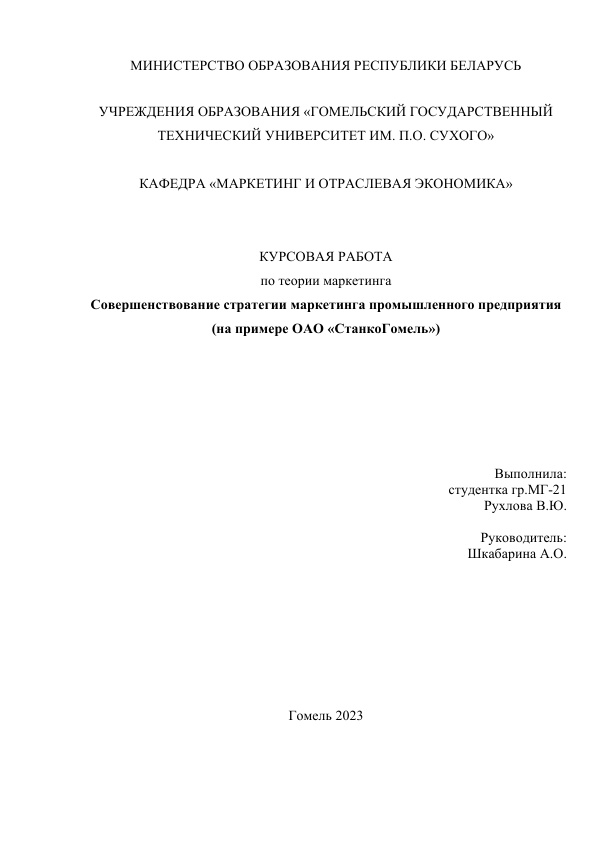 МИНИСТЕРСТВО ОБРАЗОВАНИЯ РЕСПУБЛИКИ БЕЛАРУСЬ
УЧРЕЖДЕНИЯ ОБРАЗОВАНИЯ «ГОМЕЛЬСКИЙ ГОСУДАРСТВЕННЫЙ
ТЕХНИЧЕСКИЙ УНИВЕРСИТЕТ ИМ. П.О. СУХОГО»
КАФЕДРА «МАРКЕТИНГ И ОТРАСЛЕВАЯ ЭКОНОМИКА»
КУРСОВАЯ РАБОТА
по теории маркетинга
Совершенствование стратегии маркетинга промышленного предприятия
(на примере ОАО «СтанкоГомель»)
Выполнила:
студентка гр.МГ-21
Рухлова В.Ю.
Руководитель:
Шкабарина А.О.
Гомель 2023